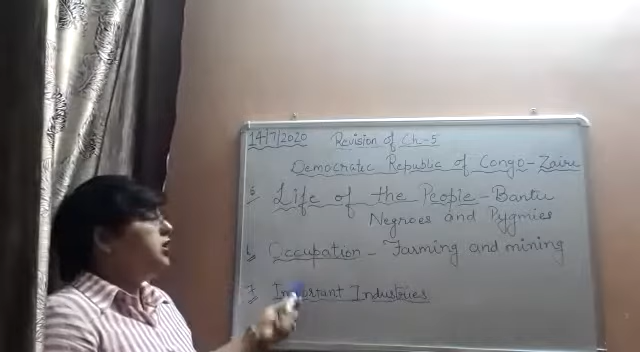 14/7/2020 Revision of Ch-5
Democratic Republic of Congo-Zaire
5 Life of the People - Bantu
Negroes and Pygmies
6 Occupation - Farming and mining
7 Important Industries